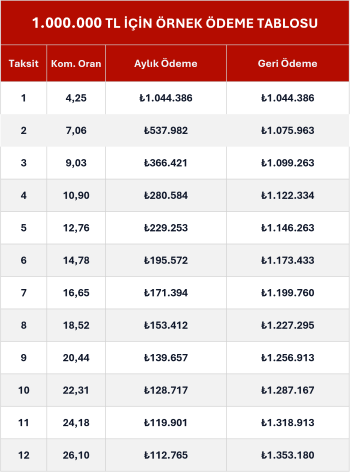 1.000.000 TL İÇİN ÖRNEK ÖDEME TABLOSU
Taksit Kom. Oran Aylık Ödeme Geri Ödeme
1 4,25 ₺1.044.386 ₺1.044.386
2 7,06 ₺537.982 ₺1.075.963
3 9,03 ₺366.421 ₺1.099.263
4 10,90 ₺280.584 ₺1.122.334
5 12,76 ₺229.253 ₺1.146.263
6 14,78 ₺195.572 ₺1.173.433
7 16,65 ₺171.394 ₺1.199.760
8 18,52 ₺153.412 ₺1.227.295
9 20,44 ₺139.657 ₺1.256.913
10 22,31 ₺128.717 ₺1.287.167
11 24,18 ₺119.901 ₺1.318.913
12 26,10 ₺112.765 ₺1.353.180